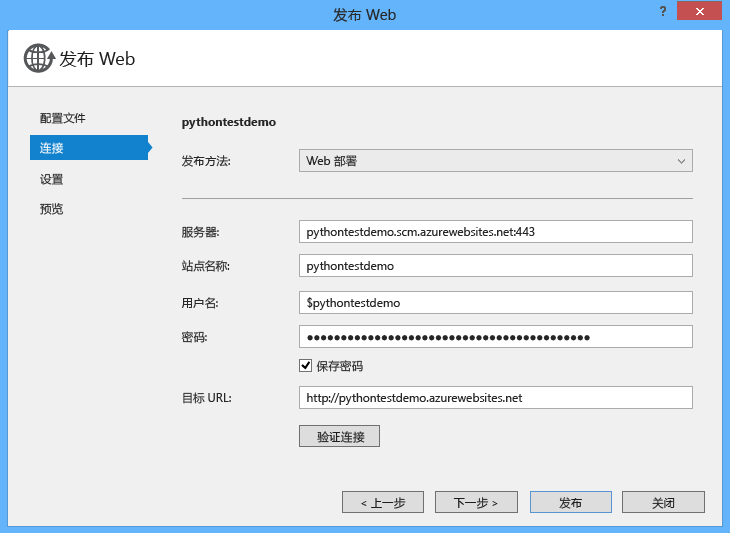 发布 Web
?
发布 Web
配置文件
连接
设置
预览
pythontestdemo
发布方法: Web 部署
服务器: pythontestdemo.scm.azurewebsites.net:443
站点名称: pythontestdemo
用户名: $pythontestdemo
密码: ●●●●●●●●●●●●●●●●●●●●●●●●●●●●●●●●●●●●●●●●●●
保存密码
目标 URL: http://pythontestdemo.azurewebsites.net
验证连接
< 上一步 下一步 > 发布 关闭